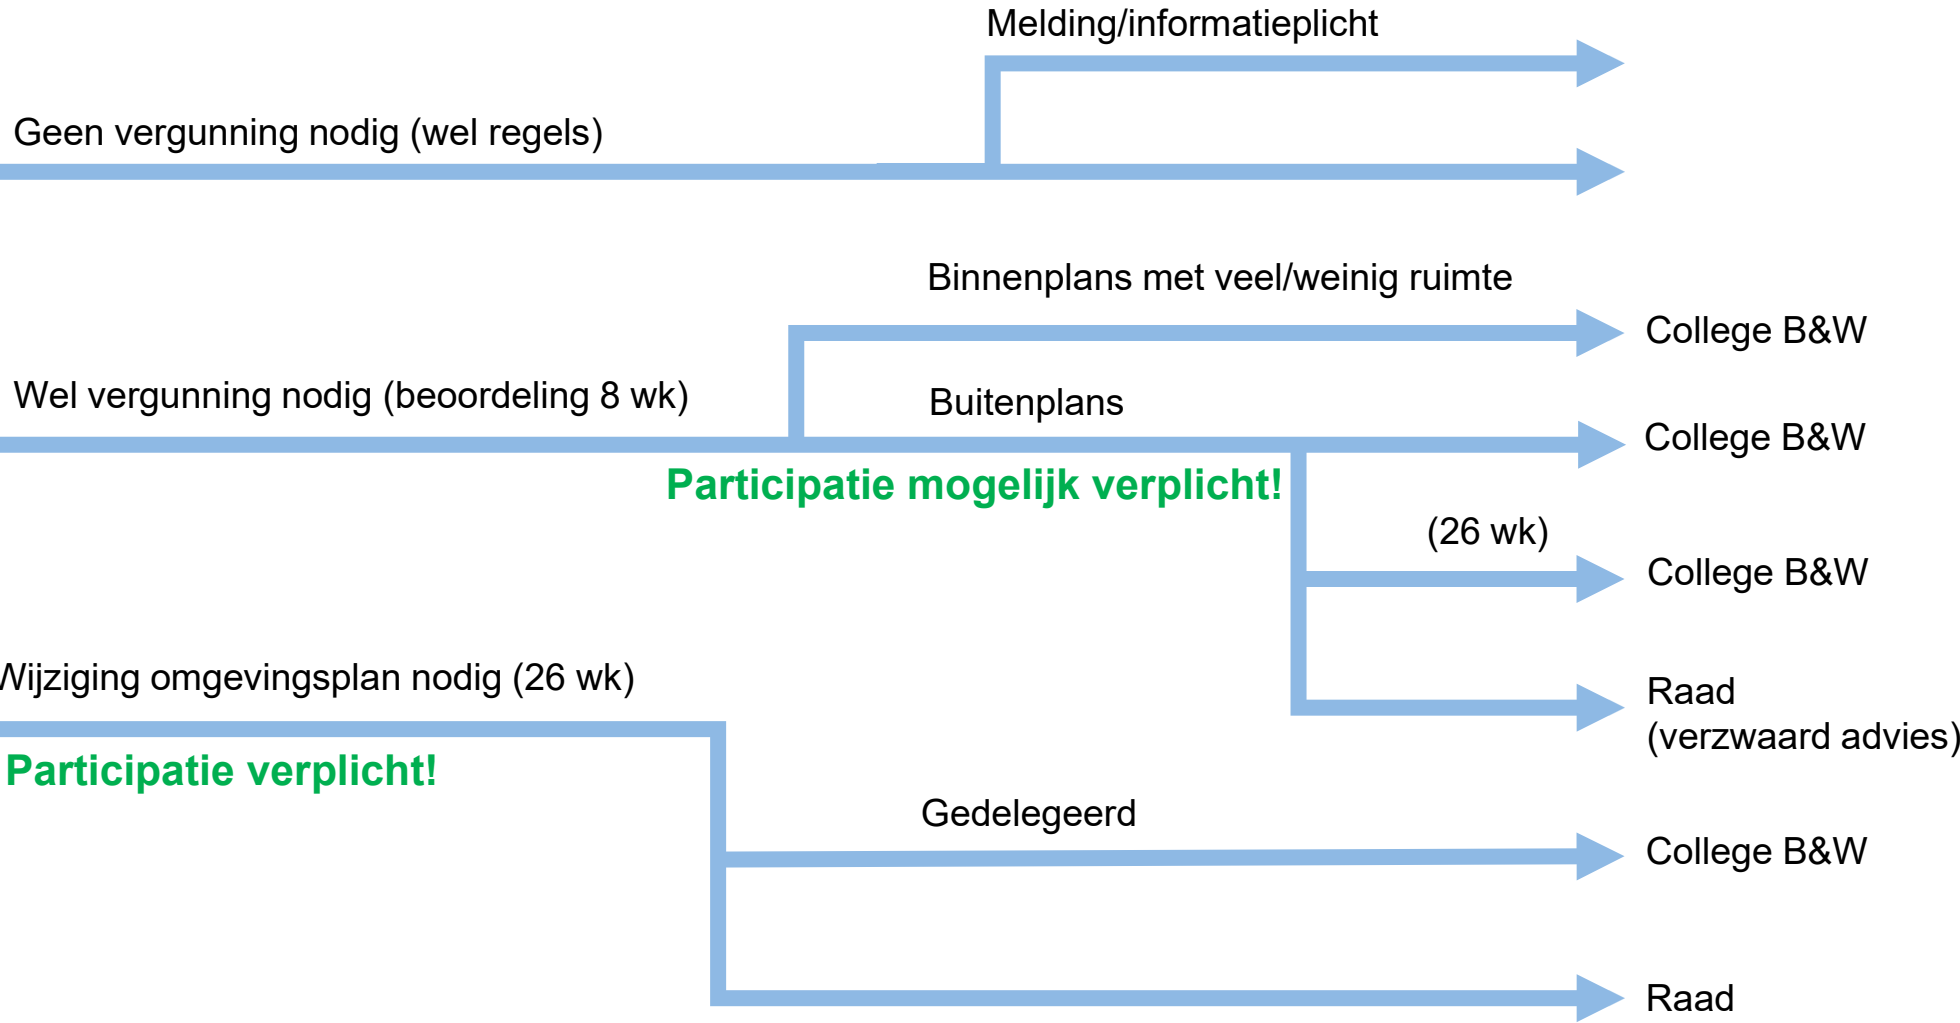 Melding/informatieplicht
Geen vergunning nodig (wel regels)
Binnenplans met veel/weinig ruimte
College B&W
Wel vergunning nodig (beoordeling 8 wk)
Buitenplans
College B&W
Participatie mogelijk verplicht!
(26 wk)
College B&W
Wijziging omgevingsplan nodig (26 wk)
Raad
(verzwaard advies)
Participatie verplicht!
Gedelegeerd
College B&W
Raad